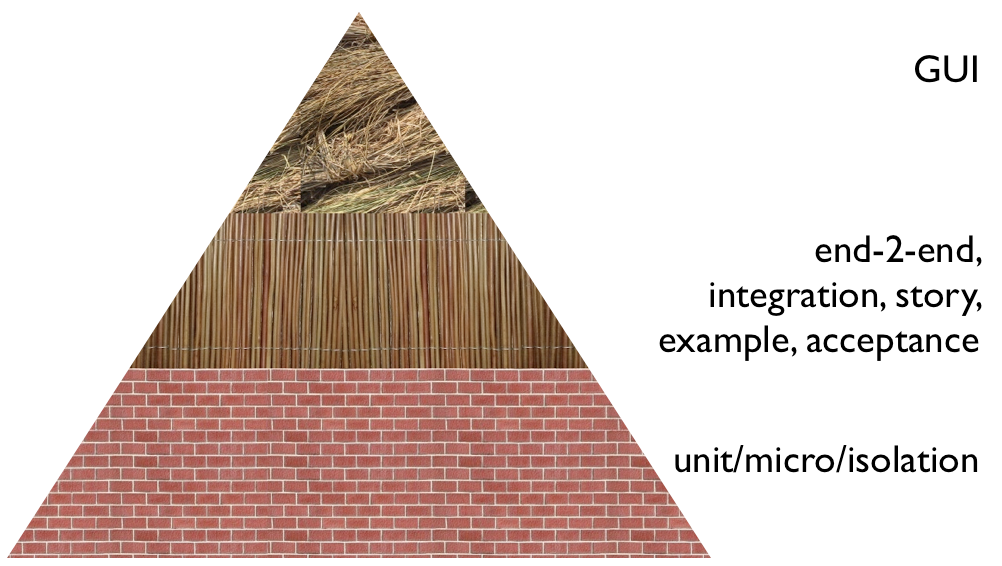 GUI
end-2-end,
integration, story,
example, acceptance
unit/micro/isolation